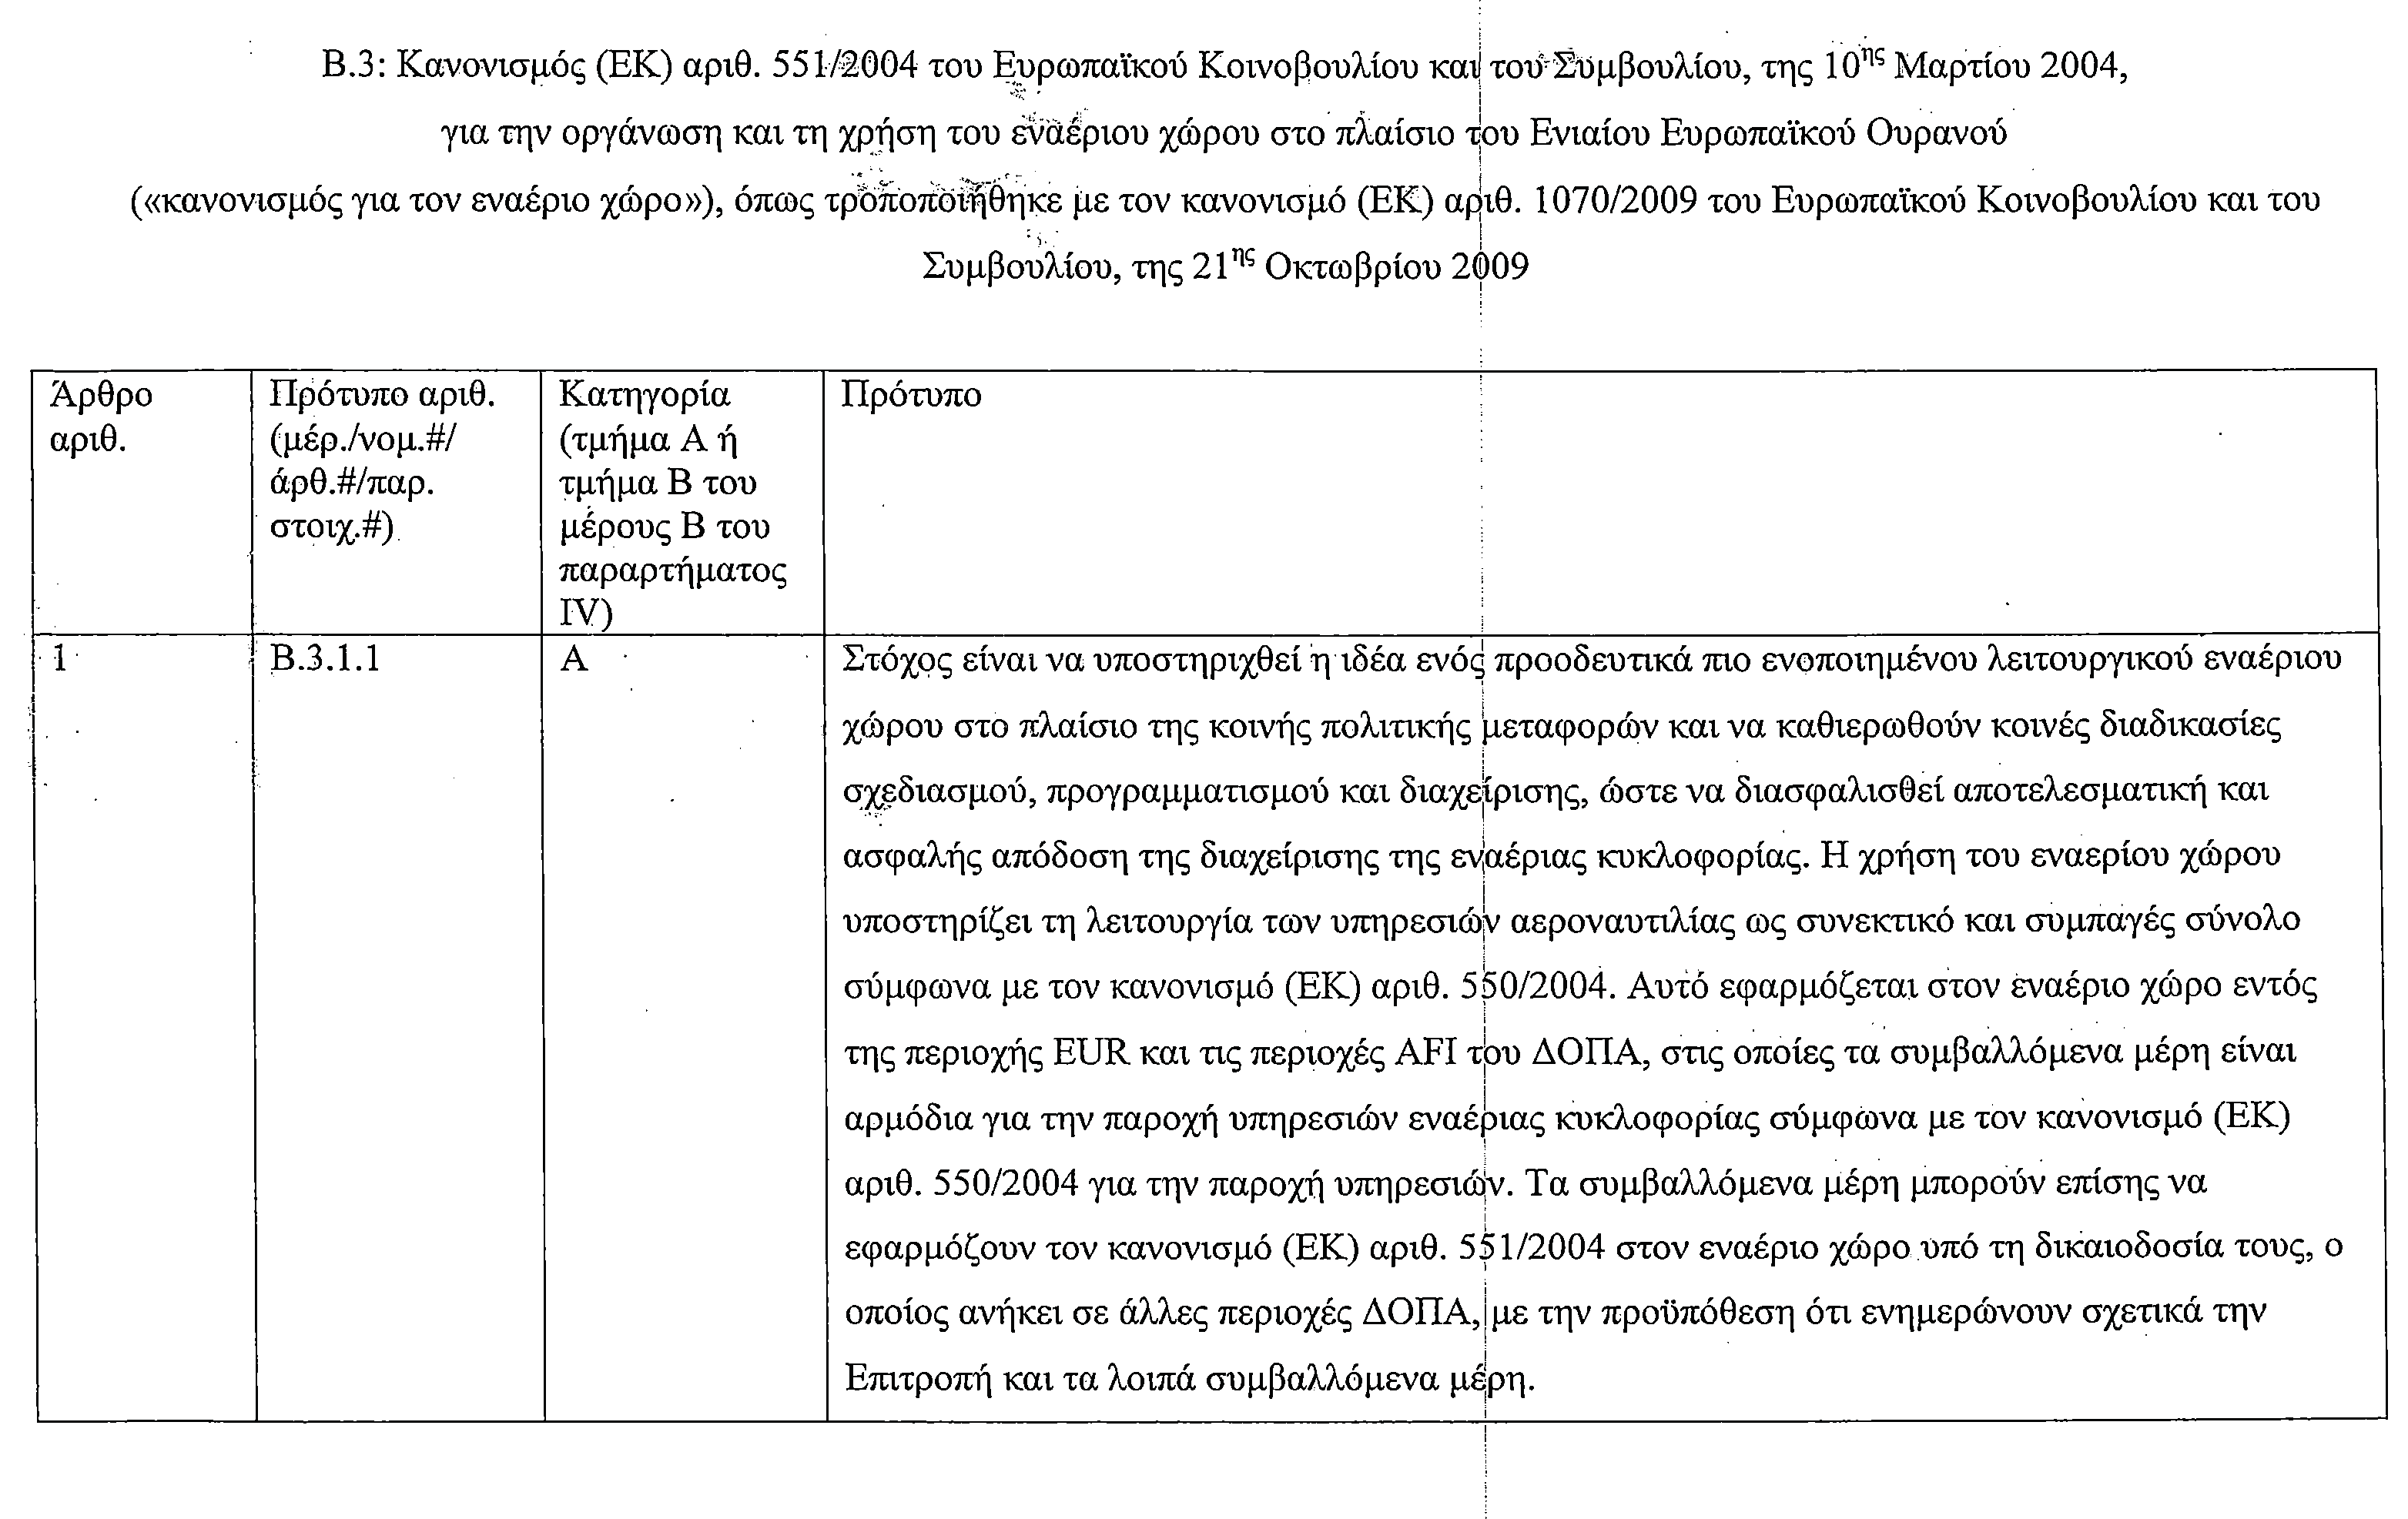 Β.3: Κανονισμός (ΕΚ) αριθ. 551/2004 του Ευρωπαϊκού Κοινοβουλίου και του Συμβουλίου, της 10ης Μαρτίου 2004,
για την οργάνωση και τη χρήση του εναέριου χώρου στο πλαίσιο του Ενιαίου Ευρωπαϊκού Ουρανού
(«κανονισμός για τον εναέριο χώρο»), όπως τροποποιήθηκε με τον κανονισμό (ΕΚ) αριθ. 1070/2009 του Ευρωπαϊκού Κοινοβουλίου και του
Συμβουλίου, της 21ης Οκτωβρίου 2009
Άρθρο
αριθ.
Πρότυπο αριθ.
(μέρ./νομ.#/
άρθ.#/παρ.
στοιχ.#)
Κατηγορία
(τμήμα Α ή
τμήμα Β του
μέρους Β του
παραρτήματος
IV)
Πρότυπο
1
Β.3.1.1
Α
Στόχος είναι να υποστηριχθεί η ιδέα ενός προοδευτικά πιο ενοποιημένου λειτουργικού εναέριου
χώρου στο πλαίσιο της κοινής πολιτικής μεταφορών και να καθιερωθούν κοινές διαδικασίες
σχεδιασμού, προγραμματισμού και διαχείρισης, ώστε να διασφαλισθεί αποτελεσματική και
ασφαλής απόδοση της διαχείρισης της εναέριας κυκλοφορίας. Η χρήση του εναερίου χώρου
υποστηρίζει τη λειτουργία των υπηρεσιών αεροναυτιλίας ως συνεκτικό και συμπαγές σύνολο
σύμφωνα με τον κανονισμό (ΕΚ) αριθ. 550/2004. Αυτό εφαρμόζεται στον εναέριο χώρο εντός
της περιοχής EUR και τις περιοχές AFI του ΔΟΠΑ, στις οποίες τα συμβαλλόμενα μέρη είναι
αρμόδια για την παροχή υπηρεσιών εναέριας κυκλοφορίας σύμφωνα με τον κανονισμό (ΕΚ)
αριθ. 550/2004 για την παροχή υπηρεσιών. Τα συμβαλλόμενα μέρη μπορούν επίσης να
εφαρμόζουν τον κανονισμό (ΕΚ) αριθ. 551/2004 στον εναέριο χώρο υπό τη δικαιοδοσία τους, ο
οποίος ανήκει σε άλλες περιοχές ΔΟΠΑ, με την προϋπόθεση ότι ενημερώνουν σχετικά την
Επιτροπή και τα λοιπά συμβαλλόμενα μέρη.